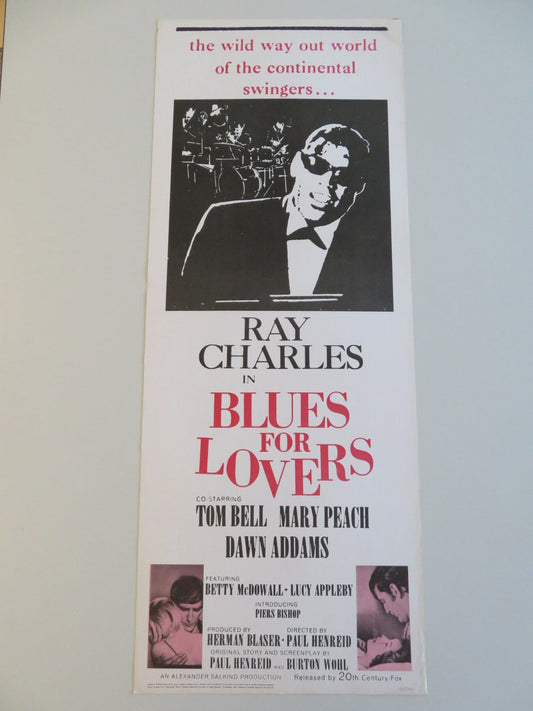 the wild way out world
of the continental
swingers...
RAY
CHARLES
IN
BLUES
FOR
LOVERS
CO-STARRING
TOM BELL MARY PEACH
DAWN ADDAMS
FEATURING
BETTY McDOWALL - LUCY APPLEBY
INTRODUCING
PIERS BISHOP
PRODUCED BY DIRECTED BY
HERMAN BLASER · PAUL HENREID
ORIGINAL STORY AND SCREENPLAY BY
PAUL HENREID AND BURTON WOHL
AN ALEXANDER SALKIND PRODUCTION Released by 20th Century-Fox